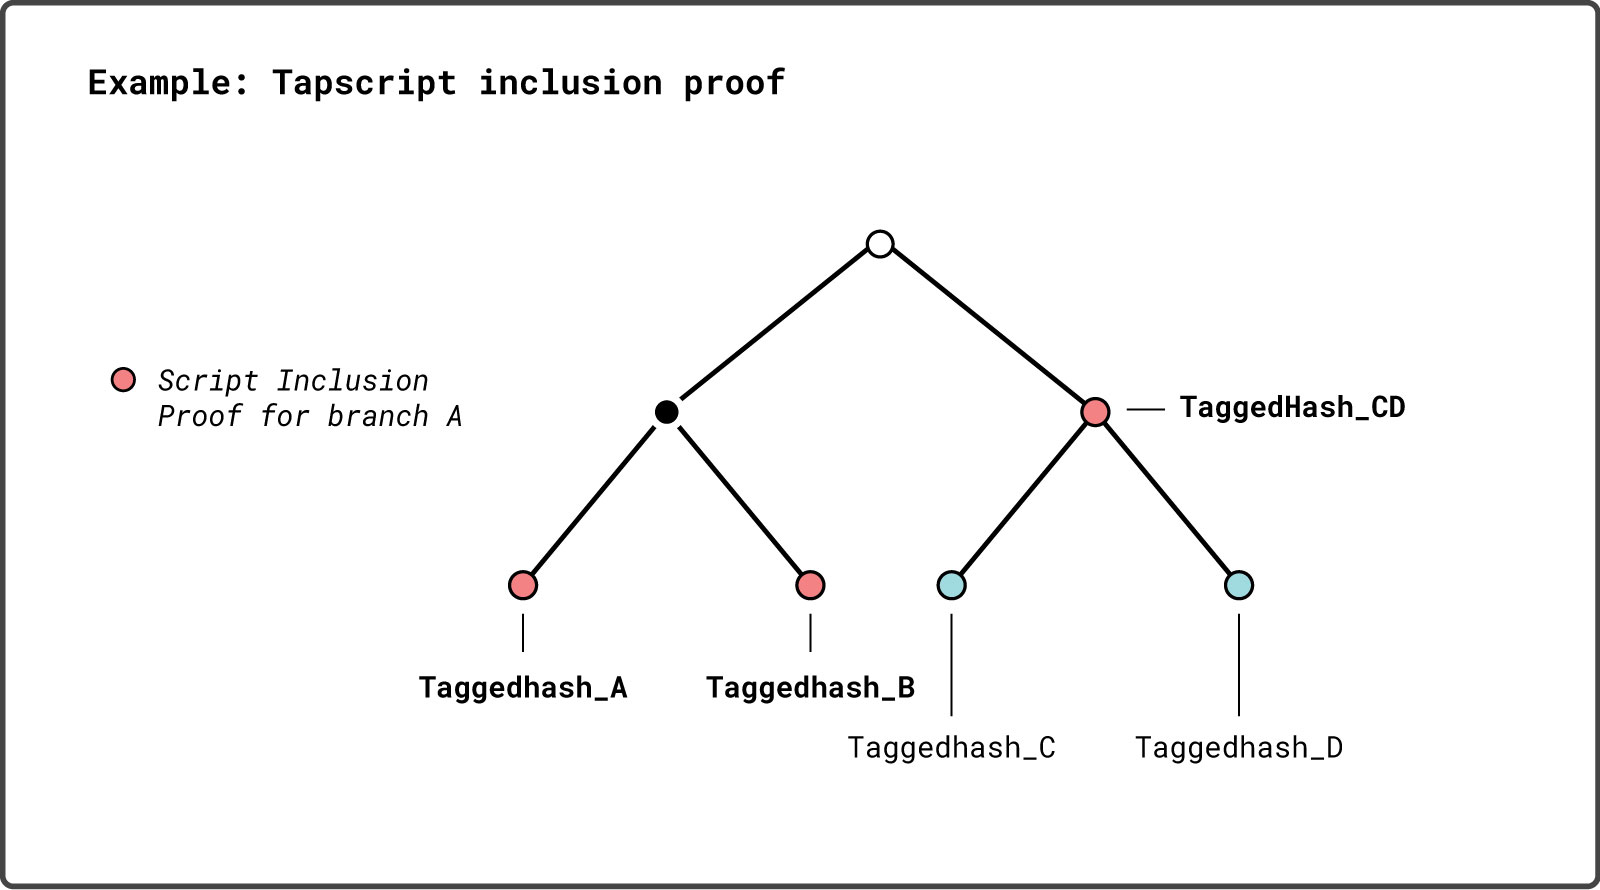 Example: Tapscript inclusion proof
Script Inclusion
Proof for branch A
TaggedHash_CD
Taggedhash_A
Taggedhash_B
Taggedhash_C
Taggedhash_D